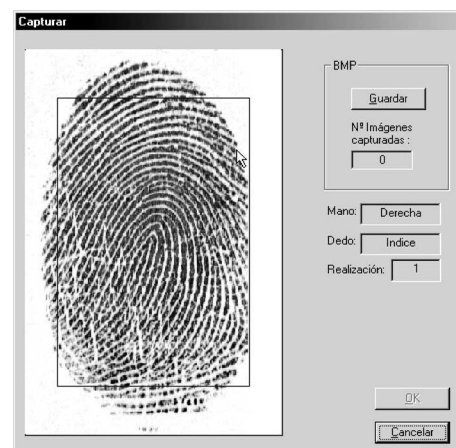 Capturar
BMP
Guardar
Nº Imágenes
capturadas :
0
Mano: Derecha
Dedo: Indice
Realización: 1
OK
Cancelar